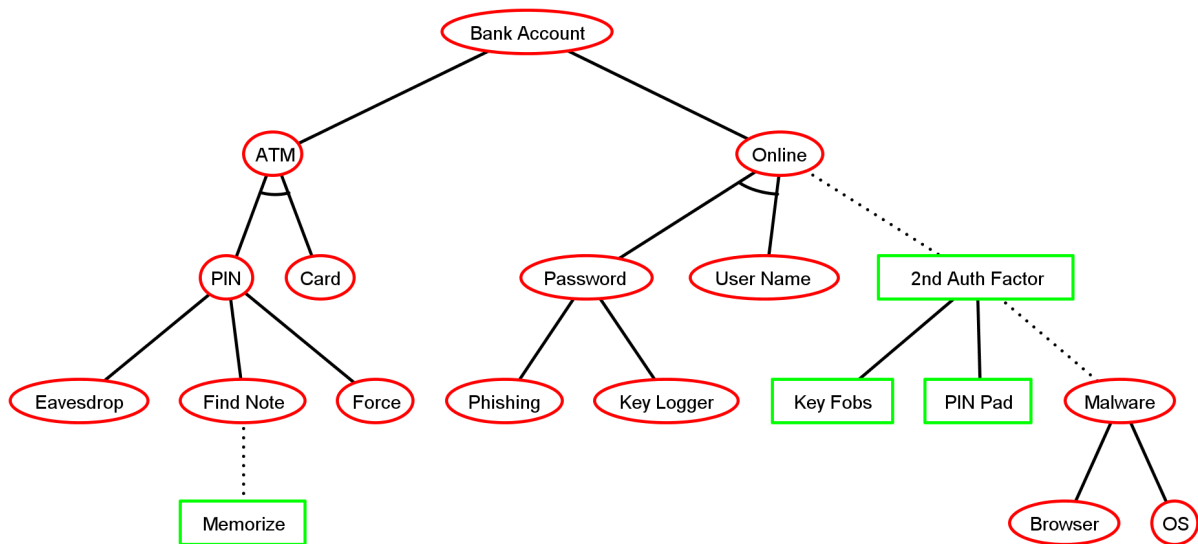 Bank Account
ATM
Online
PIN
Card
Password
User Name
2nd Auth Factor
Eavesdrop
Find Note
Force
Phishing
Key Logger
Key Fobs
PIN Pad
Malware
Memorize
Browser
OS